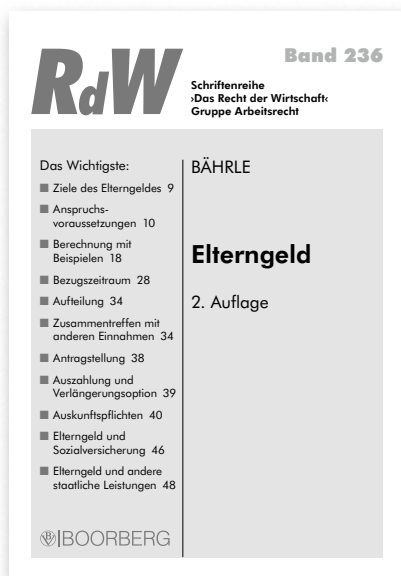 RdW
Band 236
Schriftenreihe
›Das Recht der Wirtschaft‹
Gruppe Arbeitsrecht
Das Wichtigste:
■ Ziele des Elterngeldes 9
■ Anspruchs-
voraussetzungen 10
■ Berechnung mit
Beispielen 18
■ Bezugszeitraum 28
■ Aufteilung 34
■ Zusammentreffen mit
anderen Einnahmen 34
■ Antragstellung 38
■ Auszahlung und
Verlängerungsoption 39
■ Auskunftspflichten 40
■ Elterngeld und
Sozialversicherung 46
■ Elterngeld und andere
staatliche Leistungen 48
BOORBERG
BÄHRLE
Elterngeld
2. Auflage